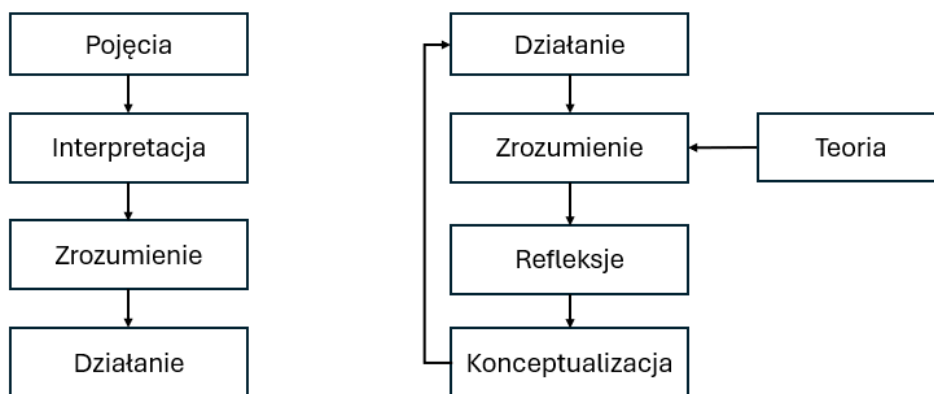 Pojęcia
Interpretacja
Zrozumienie
Działanie
Działanie
Zrozumienie
Teoria
Refleksje
Konceptualizacja